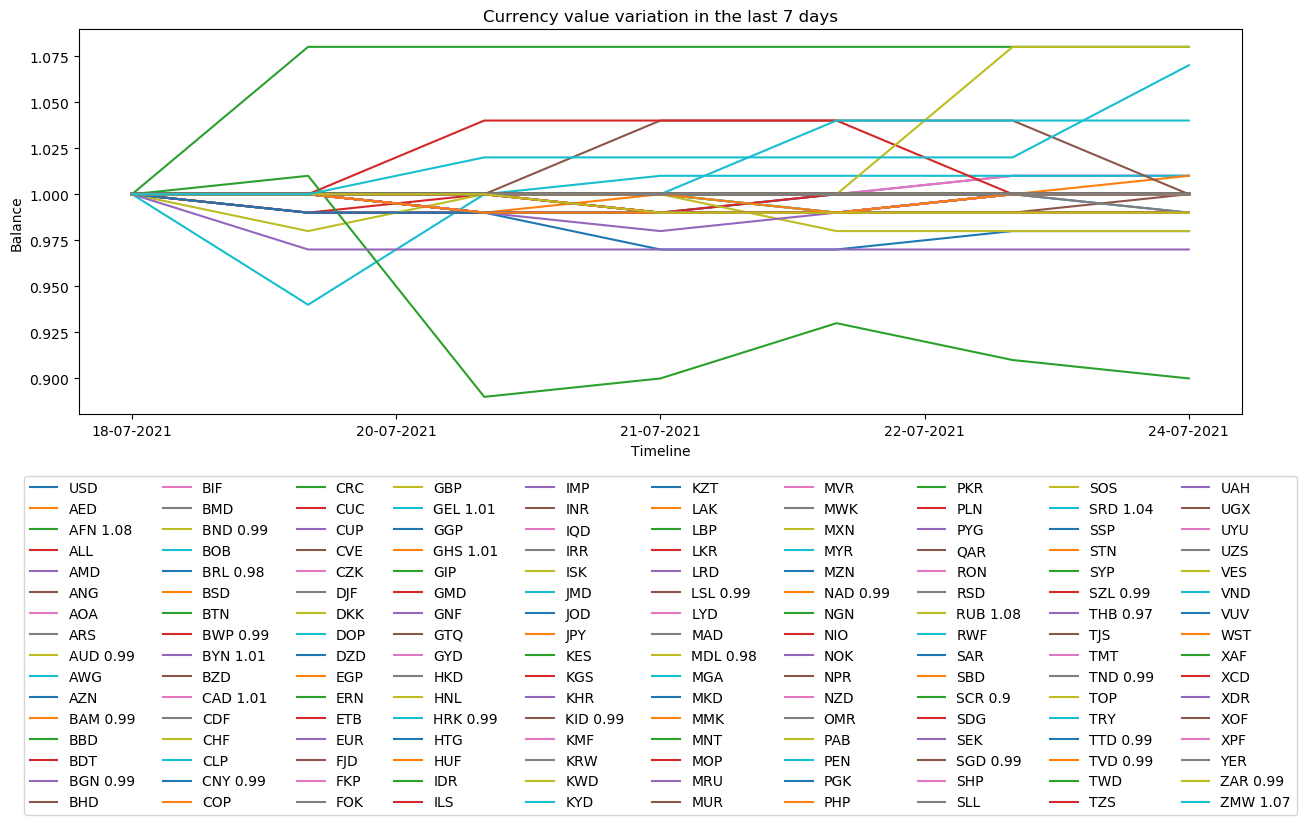 Currency value variation in the last 7 days
1.075
1.050
1.025
1.000
0.975
0.950
0.925
0.900
Balance
18-07-2021 20-07-2021 21-07-2021 22-07-2021 24-07-2021
Timeline
USD BIF CRC GBP IMP KZT MVR PKR SOS UAH
AED BMD CUC GEL 1.01 INR LAK MWK PLN SRD 1.04 UGX
AFN 1.08 BND 0.99 CUP GGP IQD LBP MXN PYG SSP UYU
ALL BOB CVE GHS 1.01 IRR LKR MYR QAR STN UZS
AMD BRL 0.98 CZK GIP ISK LRD MZN RON SYP VES
ANG BSD DJF GMD JMD LSL 0.99 NAD 0.99 RSD SZL 0.99 VND
AOA BTN DKK GNF JOD LYD NGN RUB 1.08 THB 0.97 VUV
ARS BWP 0.99 DOP GTQ JPY MAD NIO RWF TJS WST
AUD 0.99 BYN 1.01 DZD GYD KES MDL 0.98 NOK SAR TMT XAF
AWG BZD EGP HKD KGS MGA NPR SBD TND 0.99 XCD
AZN CAD 1.01 ERN HNL KHR MKD NZD SCR 0.9 TOP XDR
BAM 0.99 CDF ETB HRK 0.99 KID 0.99 MMK OMR SDG TRY XOF
BBD CHF EUR HTG KMF MNT PAB SEK TTD 0.99 XPF
BDT CLP FJD HUF KRW MOP PEN SGD 0.99 TVD 0.99 YER
BGN 0.99 CNY 0.99 FKP IDR KWD MRU PGK SHP TWD ZAR 0.99
BHD COP FOK ILS KYD MUR PHP SLL TZS ZMW 1.07